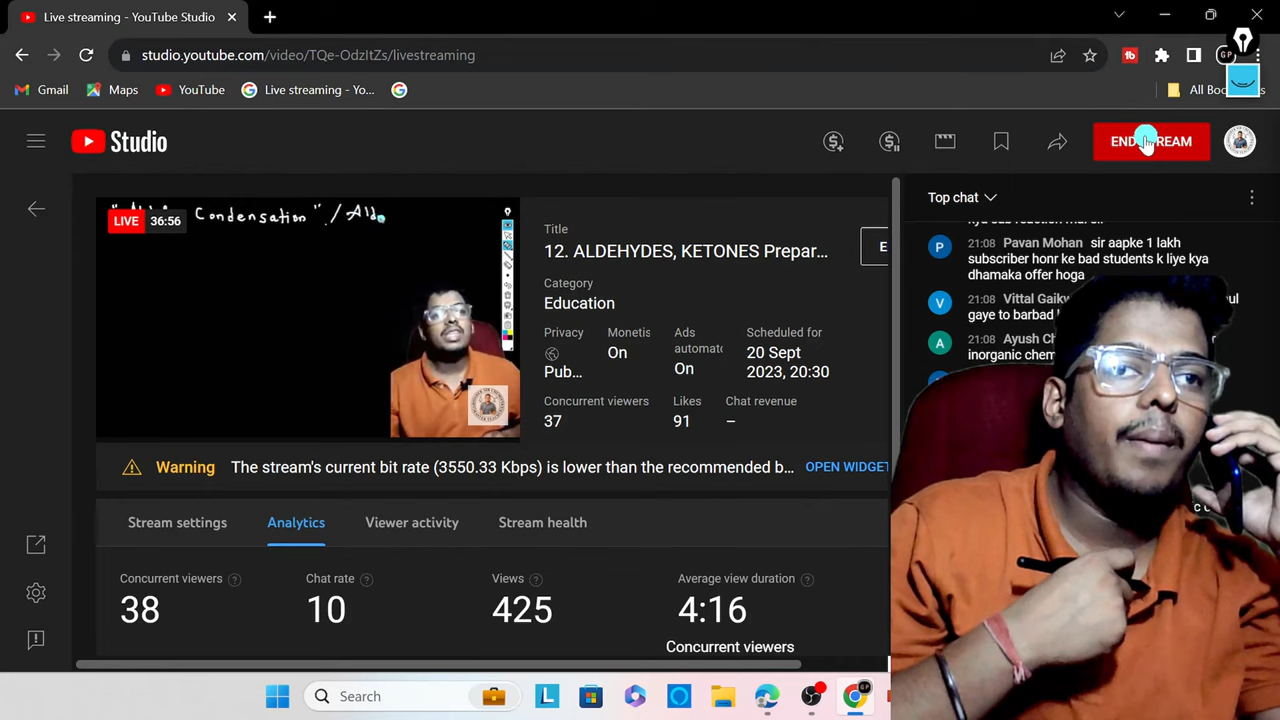 Live streaming - YouTube Studio
studio.youtube.com/video/TQe-OdzItZs/livestreaming
GP
Gmail
Maps
YouTube
Live streaming - Yo...
All Bo
Studio
END STREAM
LIVE 36:56
Condensation" / Aldo
Title
12. ALDEHYDES, KETONES Prepar...
E
Category
Education
Privacy
Pub...
Monetis
On
Ads
automatc
On
Scheduled for
20 Sept
2023, 20:30
Concurrent viewers
37
Likes
91
Chat revenue
–
Warning The stream's current bit rate (3550.33 Kbps) is lower than the recommended b...
OPEN WIDGET
Stream settings
Analytics
Viewer activity
Stream health
Concurrent viewers
38
Chat rate
10
Views
425
Average view duration
4:16
Concurrent viewers
Top chat
P
21:08 Pavan Mohan sir aapke 1 lakh
subscriber honr ke bad students k liye kya
dhamaka offer hoga
V
21:08 Vittal Gaikw ul
gaye to barbad
A
21:08 Ayush Ch
inorganic chem
Search
GP